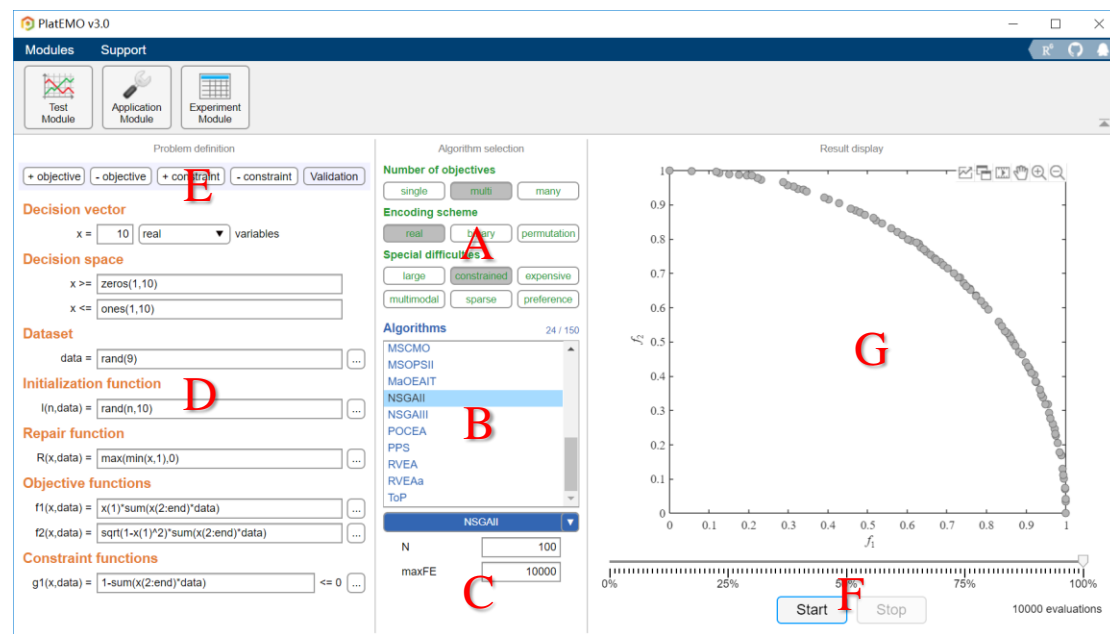 PlatEMO v3.0
Modules Support
Test Module
Application Module
Experiment Module
Problem definition
+ objective - objective + constraint - constraint Validation
E
Decision vector
x = 10 real variables
Decision space
x >= zeros(1,10)
x <= ones(1,10)
Dataset
data = rand(9) ...
Initialization function
I(n,data) = rand(n,10) ...
D
Repair function
R(x,data) = max(min(x,1),0) ...
Objective functions
f1(x,data) = x(1)*sum(x(2:end)*data) ...
f2(x,data) = sqrt(1-x(1)^2)*sum(x(2:end)*data) ...
Constraint functions
g1(x,data) = 1-sum(x(2:end)*data) <= 0 ...
Algorithm selection
Number of objectives
single multi many
Encoding scheme
real binary permutation
A
Special difficulties
large constrained expensive
multimodal sparse preference
Algorithms 24 / 150
MSCMO
MSOPSII
MaOEAIT
NSGAII
NSGAIII
POCEA
PPS
RVEA
RVEAa
ToP
B
NSGAII
N 100
maxFE 10000
C
Result display
1
0.9
0.8
0.7
0.6
0.5
0.4
0.3
0.2
0.1
0
f2
G
0 0.1 0.2 0.3 0.4 0.5 0.6 0.7 0.8 0.9 1
f1
0% 25% 50% 75% 100%
F
Start Stop 10000 evaluations